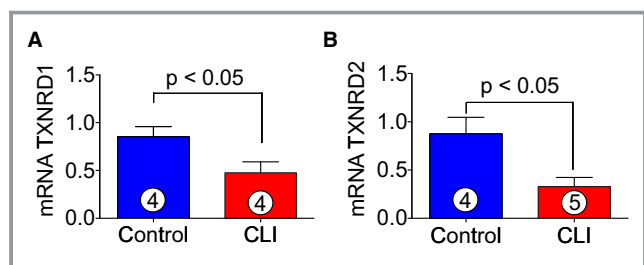 A
mRNA TXNRD1
1.5
1.0
0.5
0.0
p < 0.05
4
4
Control
CLI
B
mRNA TXNRD2
1.5
1.0
0.5
0.0
p < 0.05
4
5
Control
CLI